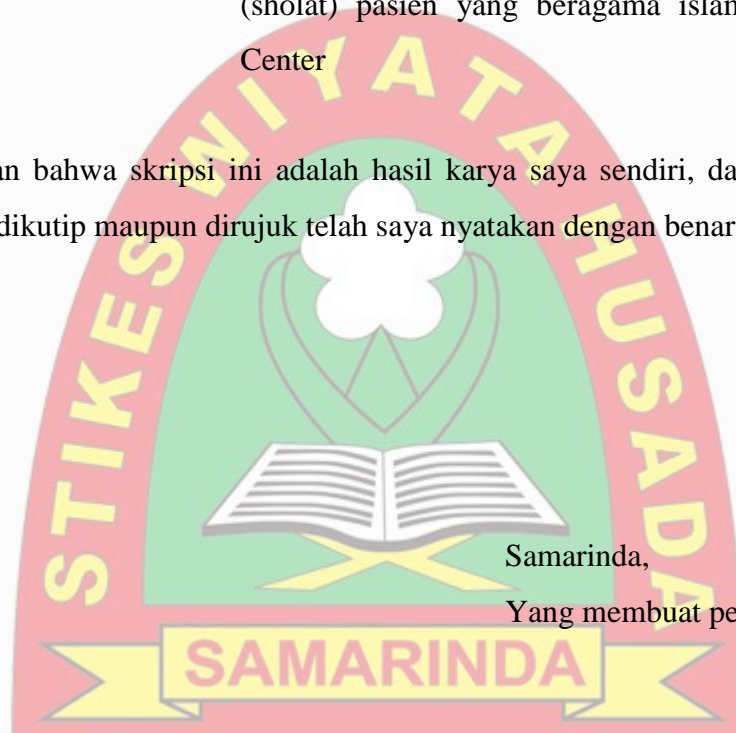 (sholat) pasien yang beragama islam
Center
an bahwa skripsi ini adalah hasil karya saya sendiri, da
dikutip maupun dirujuk telah saya nyatakan dengan benar
STIKES WIYATA HUSADA
Samarinda,
Yang membuat pe
SAMARINDA